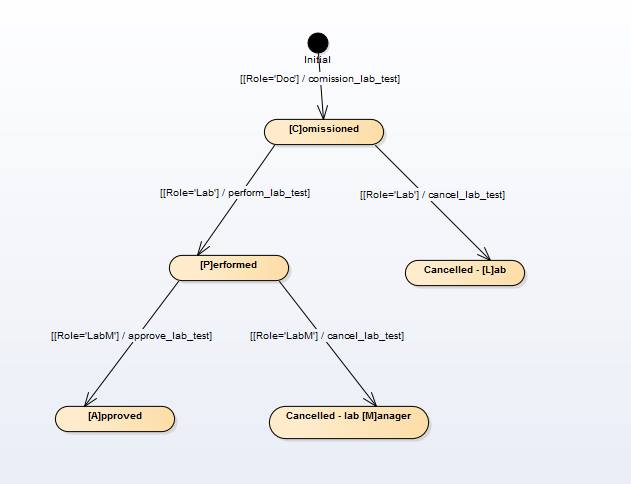 Initial
[[Role='Doc'] / comission_lab_test]
[C]omissioned
[[Role='Lab'] / perform_lab_test]
[[Role='Lab'] / cancel_lab_test]
[P]erformed
Cancelled - [L]ab
[[Role='LabM'] / approve_lab_test]
[[Role='LabM'] / cancel_lab_test]
[A]pproved
Cancelled - lab [M]anager